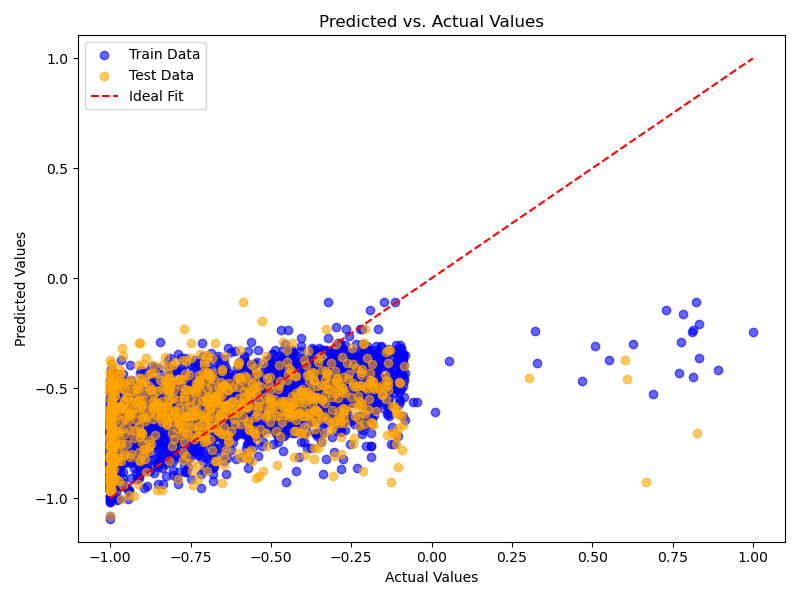 Predicted vs. Actual Values
Train Data
Test Data
Ideal Fit
1.0
0.5
0.0
−0.5
−1.0
Predicted Values
−1.00 −0.75 −0.50 −0.25 0.00 0.25 0.50 0.75 1.00
Actual Values